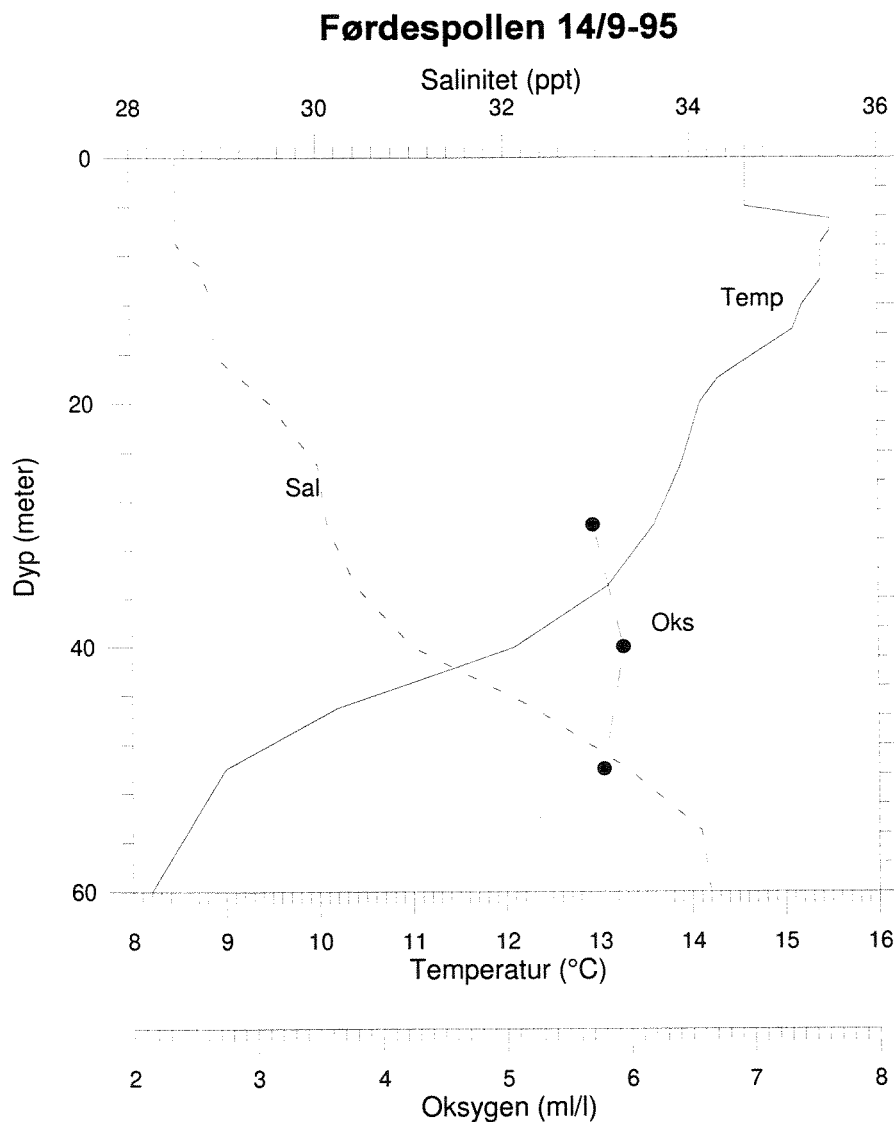 Førdespollen 14/9-95
Salinitet (ppt)
28 30 32 34 36
0
Temp
20
Sal
Dyp (meter)
Oks
40
60
8 9 10 11 12 13 14 15 16
Temperatur (°C)
2 3 4 5 6 7 8
Oksygen (ml/l)